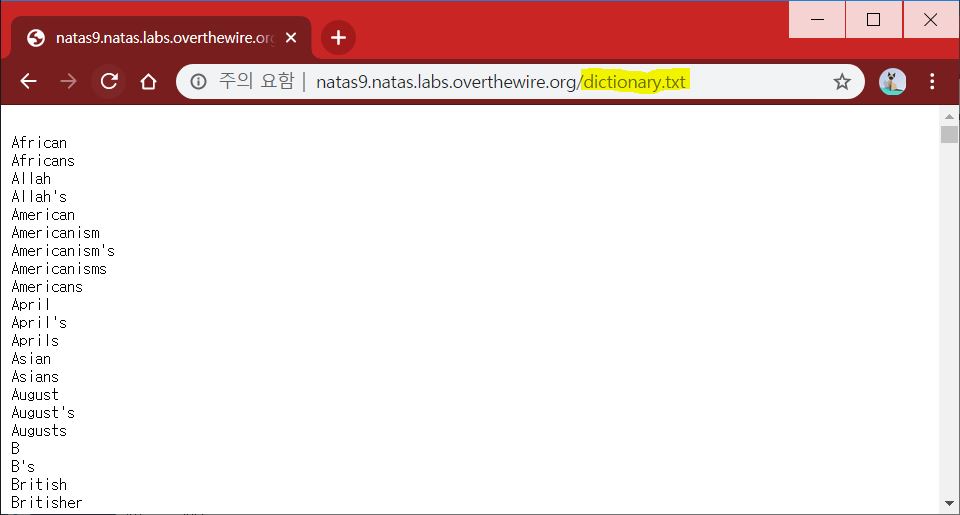 natas9.natas.labs.overthewire.org
주의 요함 | natas9.natas.labs.overthewire.org/dictionary.txt
African
Africans
Allah
Allah's
American
Americanism
Americanism's
Americanisms
Americans
April
April's
Aprils
Asian
Asians
August
August's
Augusts
B
B's
British
Britisher